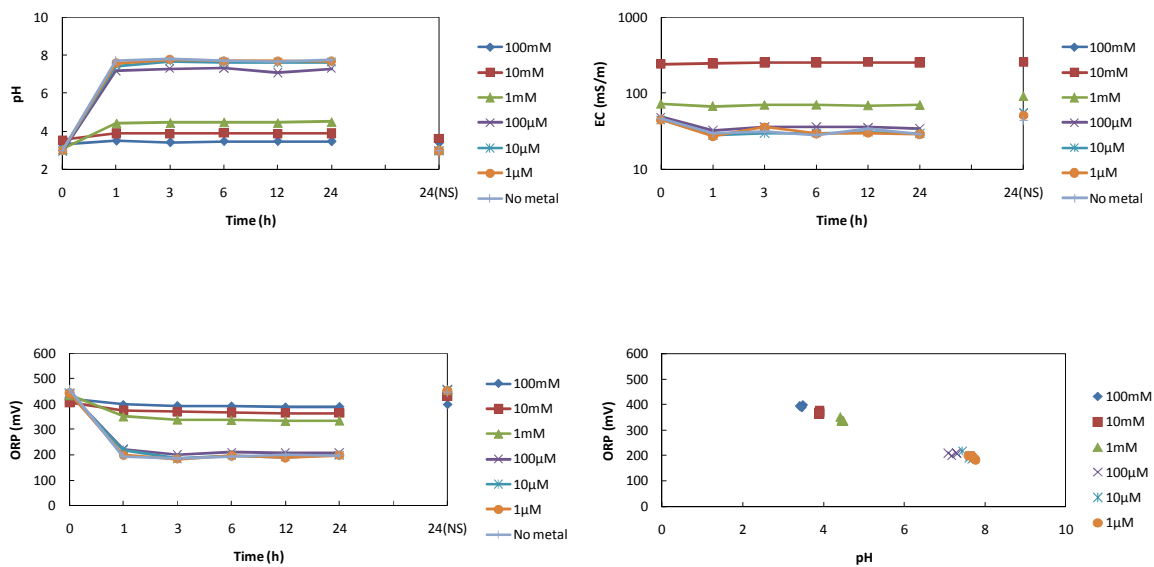 10
8
6
4
2
pH
0
1
3
6
12
24
24(NS)
Time (h)
100mM
10mM
1mM
100μM
10μM
1μM
No metal
1000
100
10
EC (mS/m)
0
1
3
6
12
24
24(NS)
Time (h)
100mM
10mM
1mM
100μM
10μM
1μM
No metal
600
500
400
300
200
100
0
ORP (mV)
0
1
3
6
12
24
24(NS)
Time (h)
100mM
10mM
1mM
100μM
10μM
1μM
No metal
600
500
400
300
200
100
0
ORP (mV)
0
2
4
6
8
10
pH
100mM
10mM
1mM
100μM
10μM
1μM